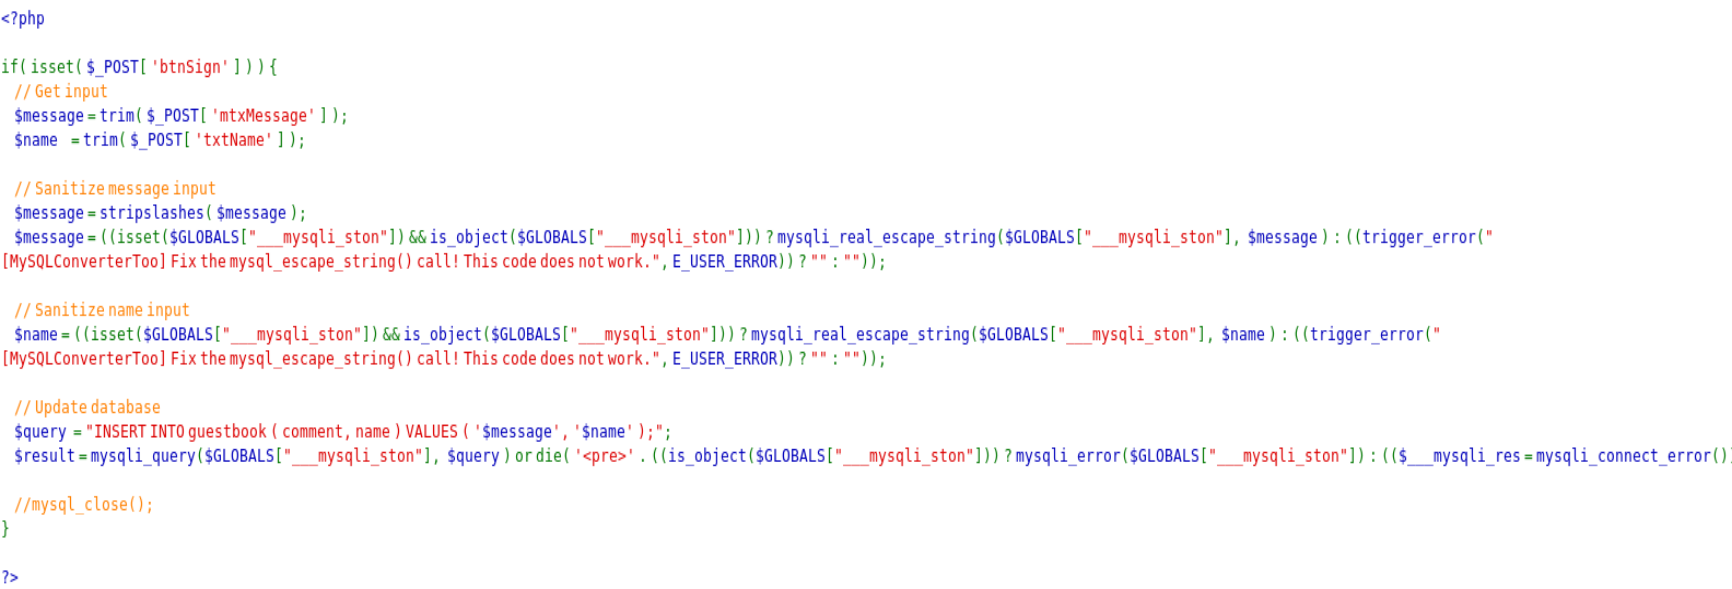 <?php

if( isset( $_POST[ 'btnSign' ] ) ) {
// Get input
$message = trim( $_POST[ 'mtxMessage' ] );
$name = trim( $_POST[ 'txtName' ] );

// Sanitize message input
$message = stripslashes( $message );
$message = ((isset($GLOBALS["___mysqli_ston"]) && is_object($GLOBALS["___mysqli_ston"])) ? mysqli_real_escape_string($GLOBALS["___mysqli_ston"], $message ) : ((trigger_error("
[MySQLConverterToo] Fix the mysql_escape_string() call! This code does not work.", E_USER_ERROR)) ? "" : ""));

// Sanitize name input
$name = ((isset($GLOBALS["___mysqli_ston"]) && is_object($GLOBALS["___mysqli_ston"])) ? mysqli_real_escape_string($GLOBALS["___mysqli_ston"], $name ) : ((trigger_error("
[MySQLConverterToo] Fix the mysql_escape_string() call! This code does not work.", E_USER_ERROR)) ? "" : ""));

// Update database
$query = "INSERT INTO guestbook ( comment, name ) VALUES ( '$message', '$name' );";
$result = mysqli_query($GLOBALS["___mysqli_ston"], $query ) or die( '<pre>' . ((is_object($GLOBALS["___mysqli_ston"])) ? mysqli_error($GLOBALS["___mysqli_ston"]) : (($___mysqli_res = mysqli_connect_error()

//mysql_close();
}

?>